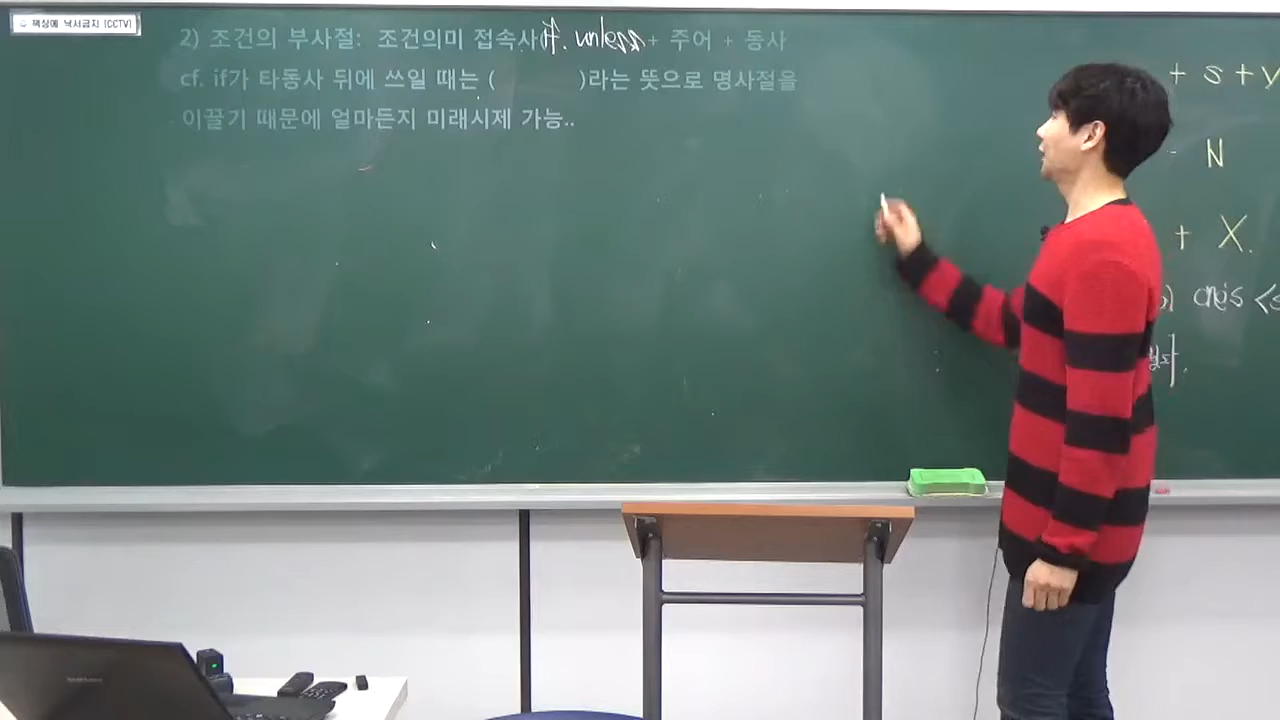 ☆ 책상에 낙서금지 (CCTV)
2) 조건의 부사절: 조건의미 접속사(if. unless + 주어 + 동사
cf. if가 타동사 뒤에 쓰일 때는 ( )라는 뜻으로 명사절을
이끌기 때문에 얼마든지 미래시제 가능..
+ s + v
N
+ X.